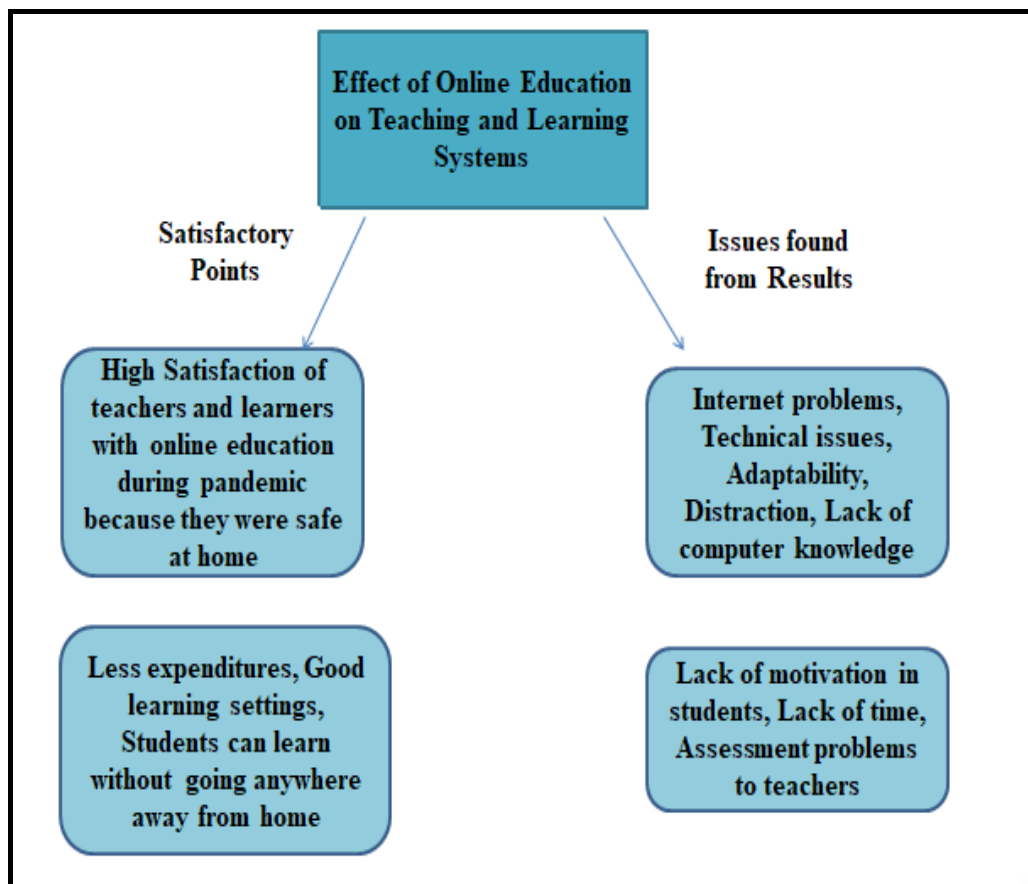 Effect of Online Education
on Teaching and Learning
Systems
Satisfactory
Points
Issues found
from Results
High Satisfaction of
teachers and learners
with online education
during pandemic
because they were safe
at home
Internet problems,
Technical issues,
Adaptability,
Distraction, Lack of
computer knowledge
Less expenditures, Good
learning settings,
Students can learn
without going anywhere
away from home
Lack of motivation in
students, Lack of time,
Assessment problems
to teachers